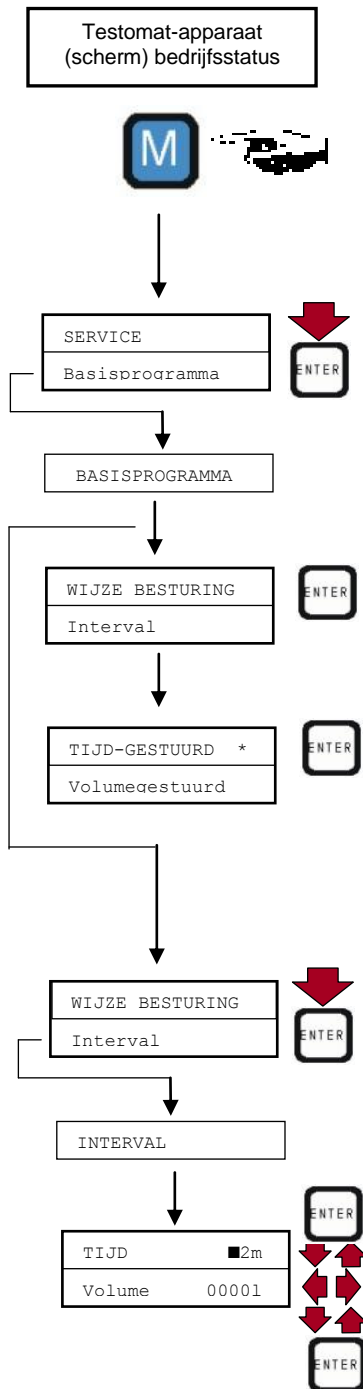 Testomat-apparaat
(scherm) bedrijfsstatus
M
SERVICE
Basisprogramma
ENTER
BASISPROGRAMMA
WIJZE BESTURING
Interval
ENTER
TIJD-GESTUURD *
Volumegestuurd
ENTER
WIJZE BESTURING
Interval
ENTER
INTERVAL
ENTER
TIJD ■2m
Volume 0000l
ENTER